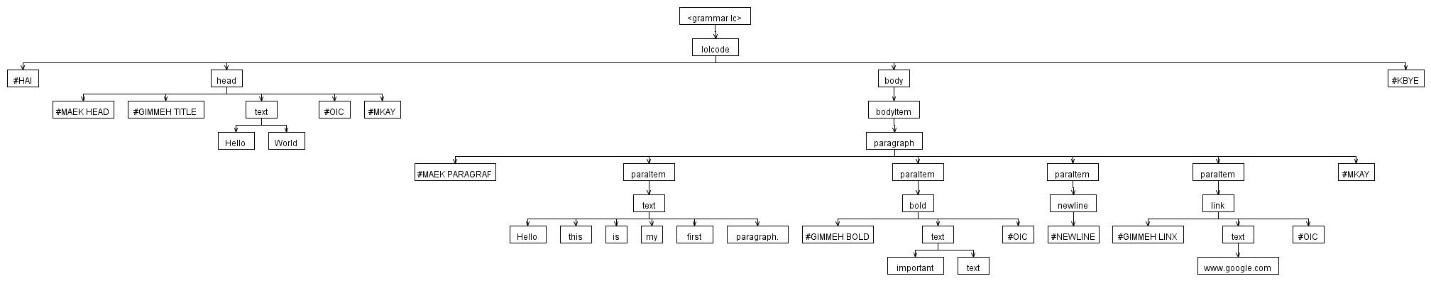 <grammar lc>
lolcode
#HAI head body #KBYE
#MAEK HEAD #GIMMEH TITLE text #OIC #MKAY bodyItem
Hello World paragraph
#MAEK PARAGRAF paraItem paraItem paraItem paraItem #MKAY
text bold newline link
Hello this is my first paragraph. #GIMMEH BOLD text #OIC #NEWLINE #GIMMEH LINX text #OIC
important text www.google.com